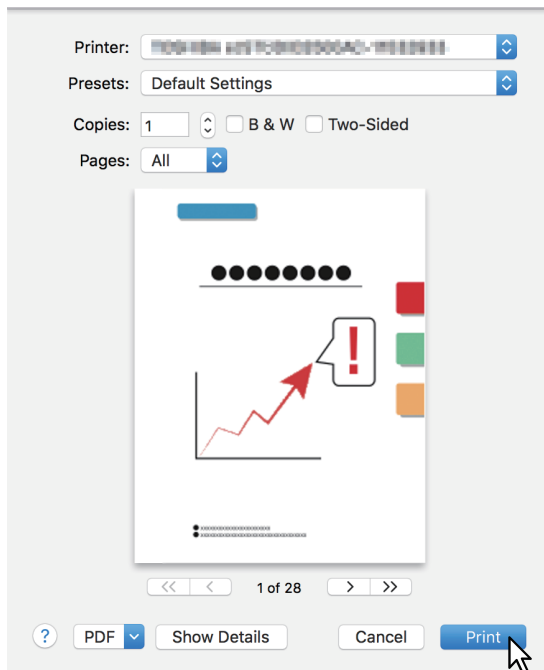 Printer:
Presets: Default Settings
Copies: 1 B & W Two-Sided
Pages: All
!
1 of 28
? PDF Show Details Cancel Print